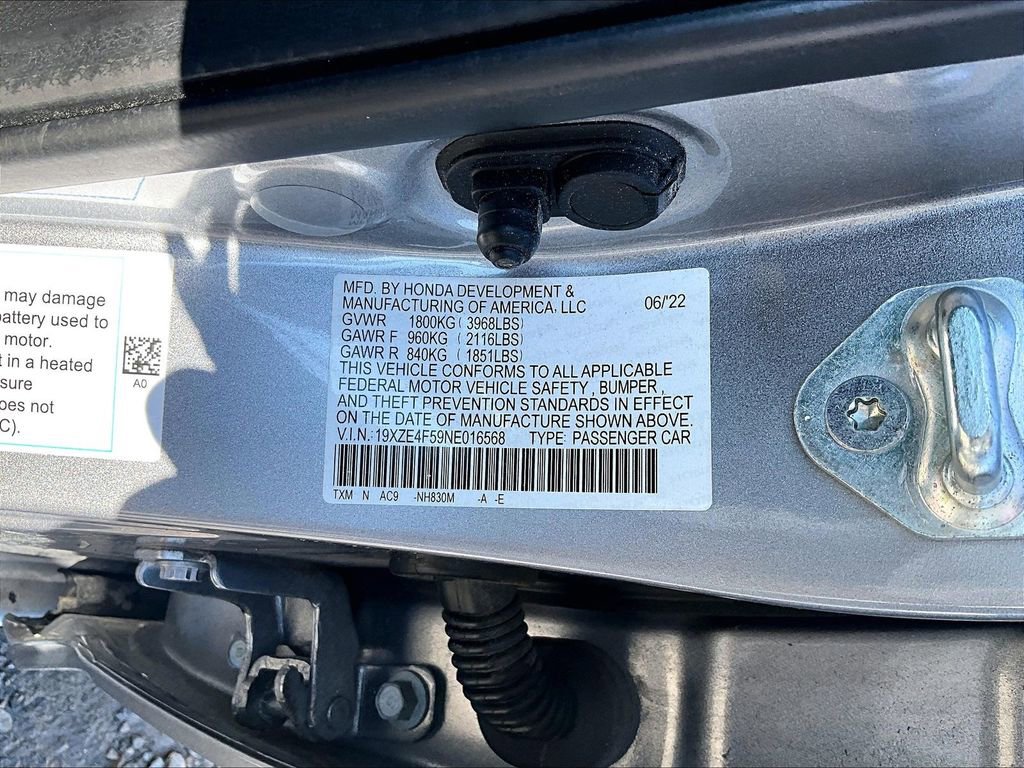 may damage
battery used to
motor.
t in a heated
sure
oes not
C).
A0
MFD. BY HONDA DEVELOPMENT &
MANUFACTURING OF AMERICA, LLC 06/'22
GVWR 1800KG ( 3968LBS)
GAWR F 960KG ( 2116LBS)
GAWR R 840KG ( 1851LBS)
THIS VEHICLE CONFORMS TO ALL APPLICABLE
FEDERAL MOTOR VEHICLE SAFETY , BUMPER ,
AND THEFT PREVENTION STANDARDS IN EFFECT
ON THE DATE OF MANUFACTURE SHOWN ABOVE.
V.I.N.: 19XZE4F59NE016568 TYPE: PASSENGER CAR
TXM N AC9 -NH830M -A -E